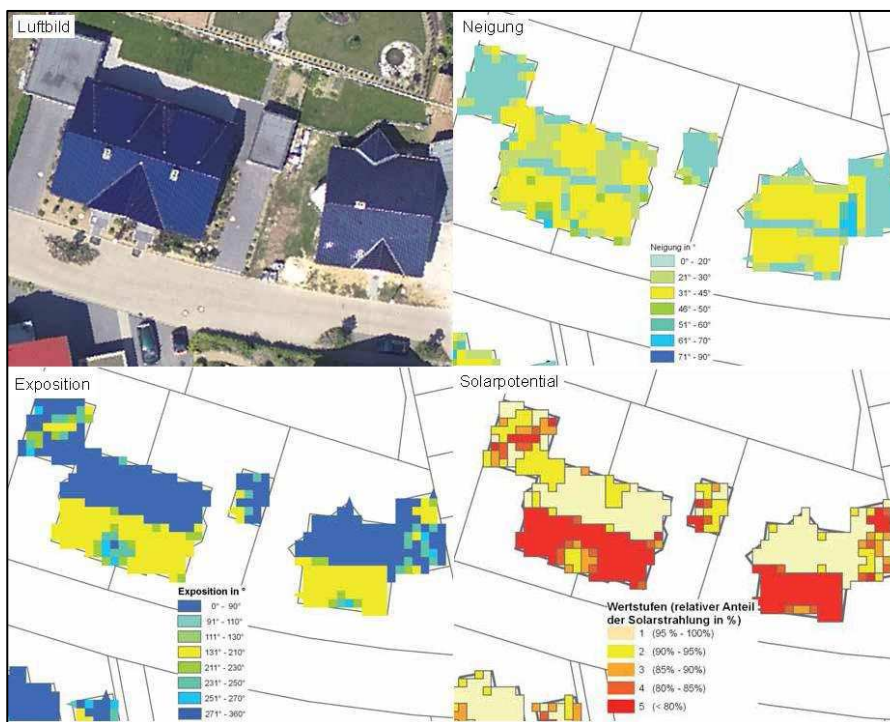 Luftbild
Neigung
Neigung in °
0° - 20°
21° - 30°
31° - 45°
46° - 50°
51° - 60°
61° - 70°
71° - 90°
Exposition
Exposition in °
0° - 90°
91° - 110°
111° - 130°
131° - 210°
211° - 230°
231° - 250°
251° - 270°
271° - 360°
Solarpotential
Wertstufen (relativer Anteil
der Solarstrahlung in %)
1 (95 % - 100%)
2 (90% - 95%)
3 (85% - 90%)
4 (80% - 85%)
5 (< 80%)